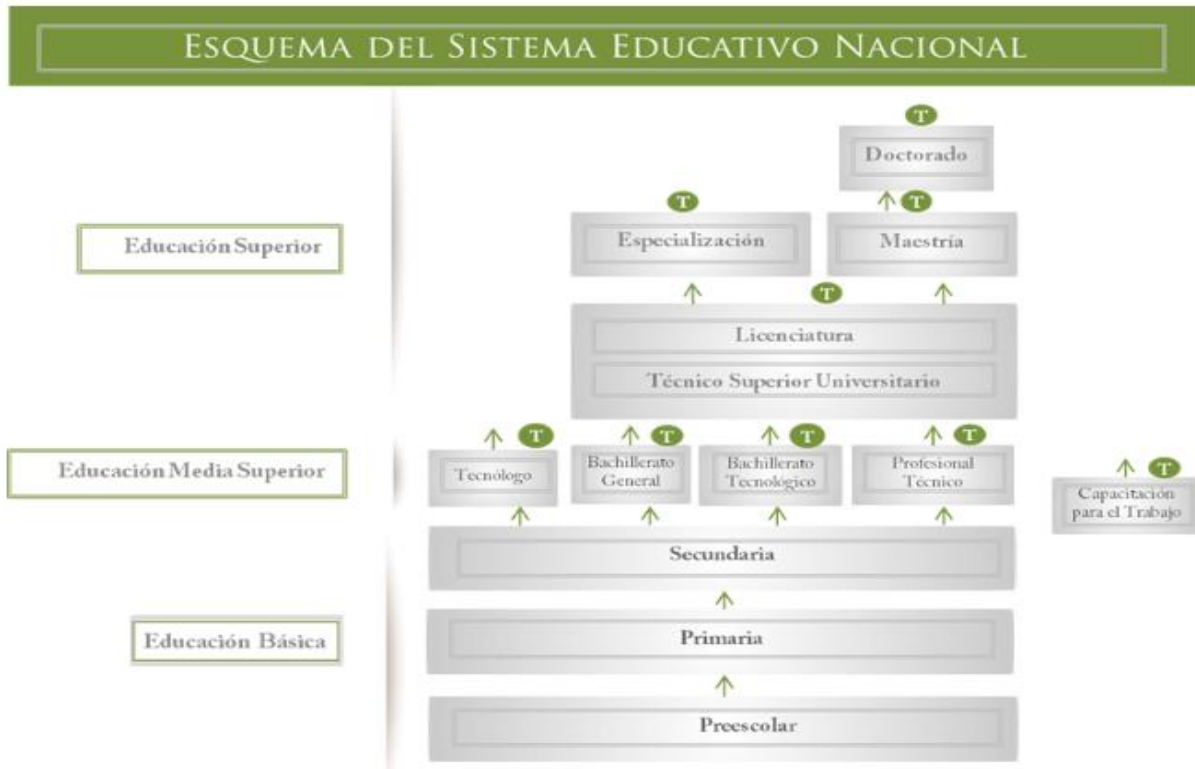 ESQUEMA DEL SISTEMA EDUCATIVO NACIONAL
T
Doctorado
T
T
Educación Superior
Especialización
Maestría
T
Licenciatura
Técnico Superior Universitario
T
T
T
T
Educación Media Superior
Tecnólogo
Bachillerato
General
Bachillerato
Tecnológico
Profesional
Técnico
T
Capacitación
para el Trabajo
Secundaria
Educación Básica
Primaria
Preescolar